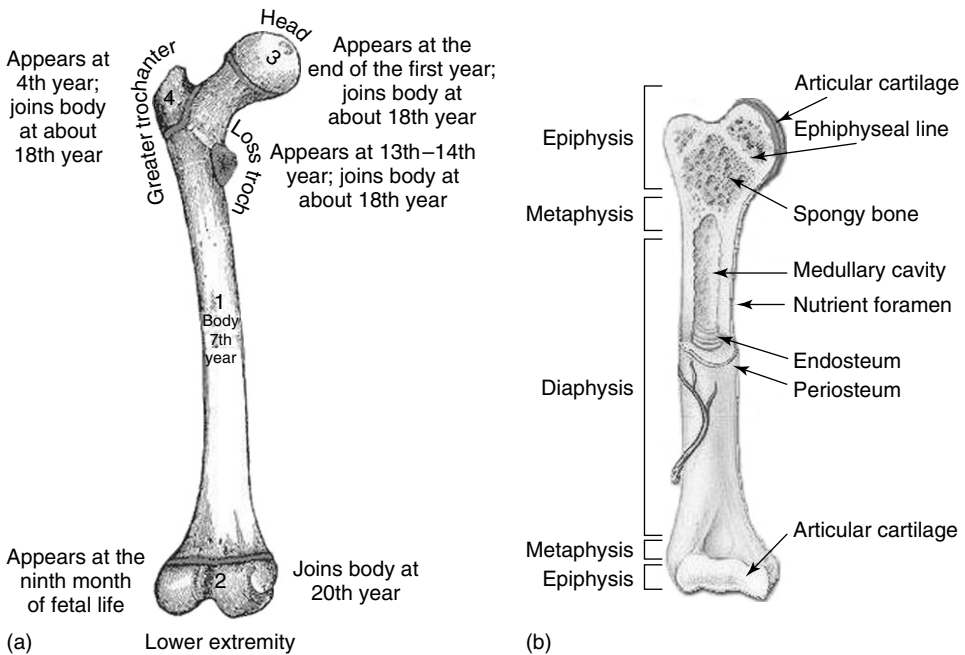 Head
3
Appears at
4th year;
joins body
at about
18th year
Greater trochanter
4
Appears at the
end of the first year;
joins body at
about 18th year
Loss troch
Appears at 13th–14th
year; joins body at
about 18th year
1
Body
7th
year
Appears at the
ninth month
of fetal life
2
Joins body at
20th year
(a)
Lower extremity
Epiphysis
Metaphysis
Diaphysis
Metaphysis
Epiphysis
Articular cartilage
Ephiphyseal line
Spongy bone
Medullary cavity
Nutrient foramen
Endosteum
Periosteum
Articular cartilage
(b)